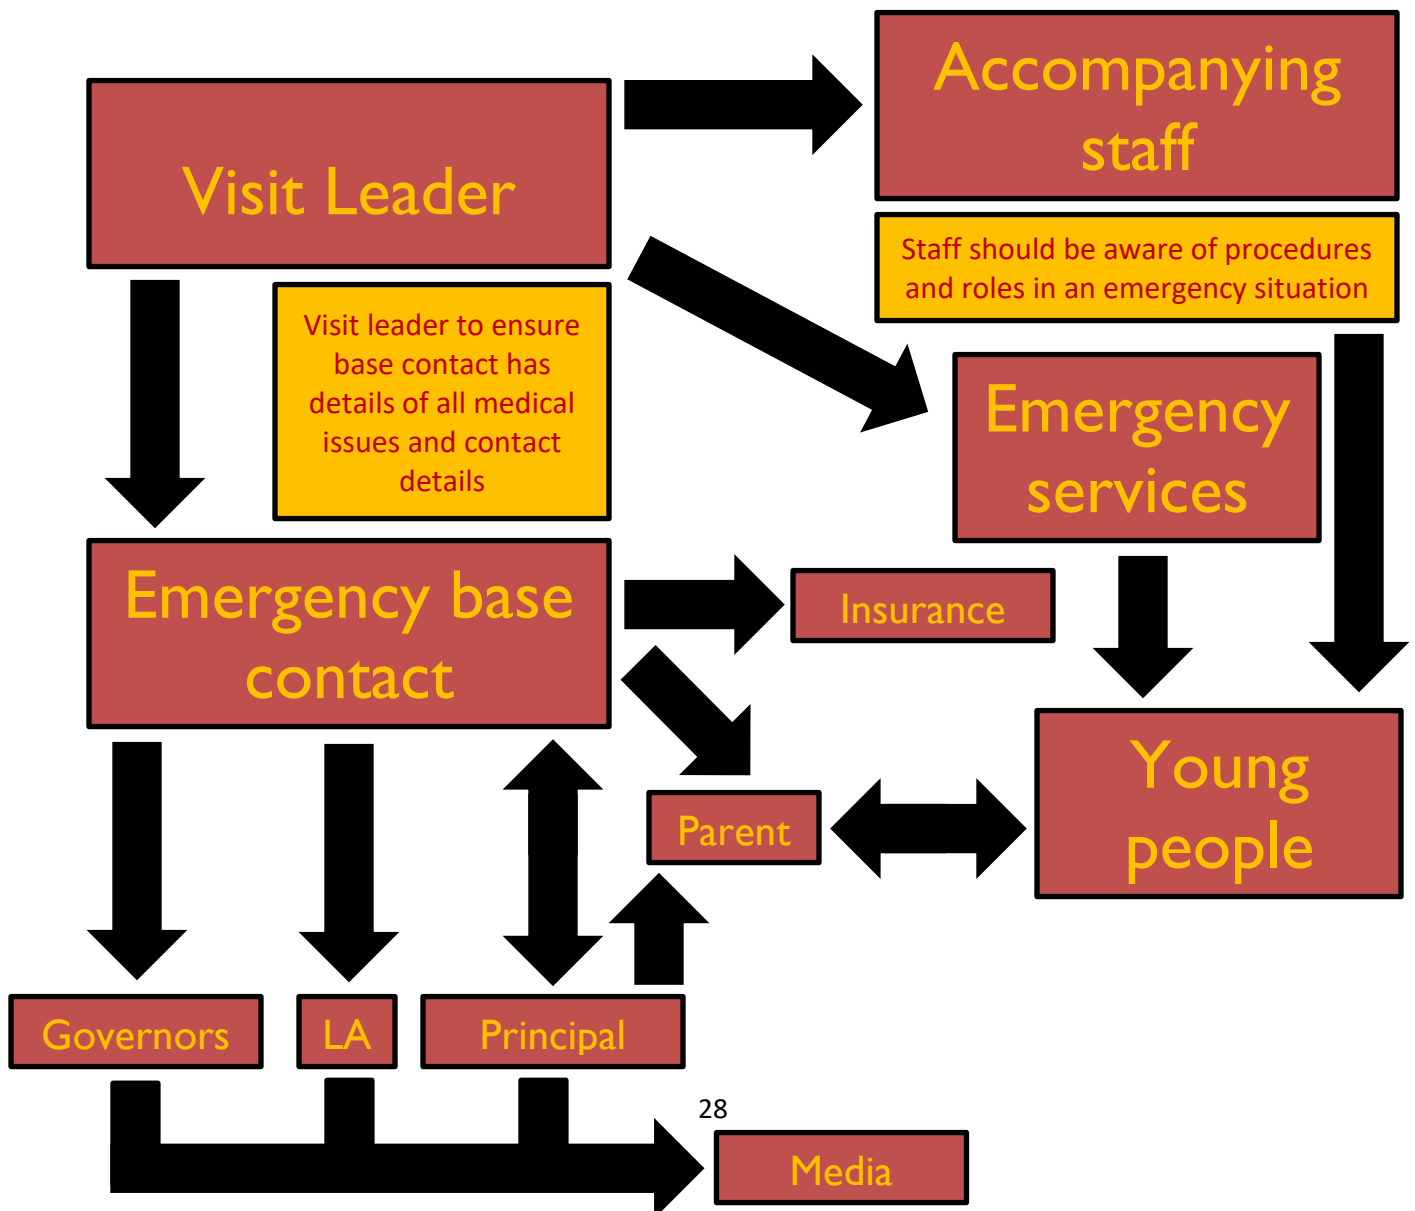 Visit Leader
Accompanying
staff
Staff should be aware of procedures
and roles in an emergency situation
Visit leader to ensure
base contact has
details of all medical
issues and contact
details
Emergency
services
Emergency base
contact
Insurance
Parent
Young
people
Governors
LA
Principal
28
Media